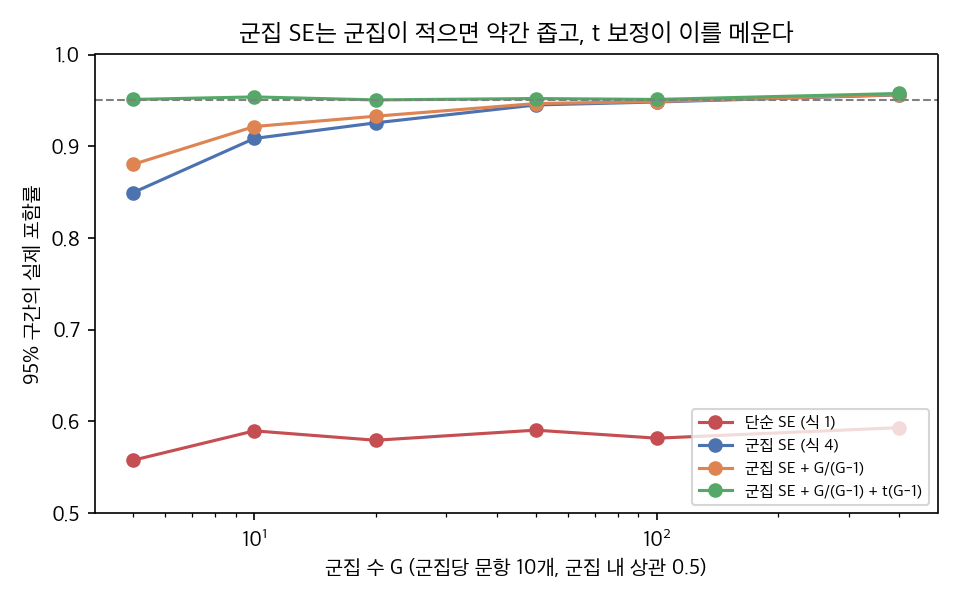 군집 SE는 군집이 적으면 약간 좁고, t 보정이 이를 메운다
95% 구간의 실제 포함률
1.0
0.9
0.8
0.7
0.6
0.5
단순 SE (식 1)
군집 SE (식 4)
군집 SE + G/(G-1)
군집 SE + G/(G-1) + t(G-1)
10¹
10²
군집 수 G (군집당 문항 10개, 군집 내 상관 0.5)